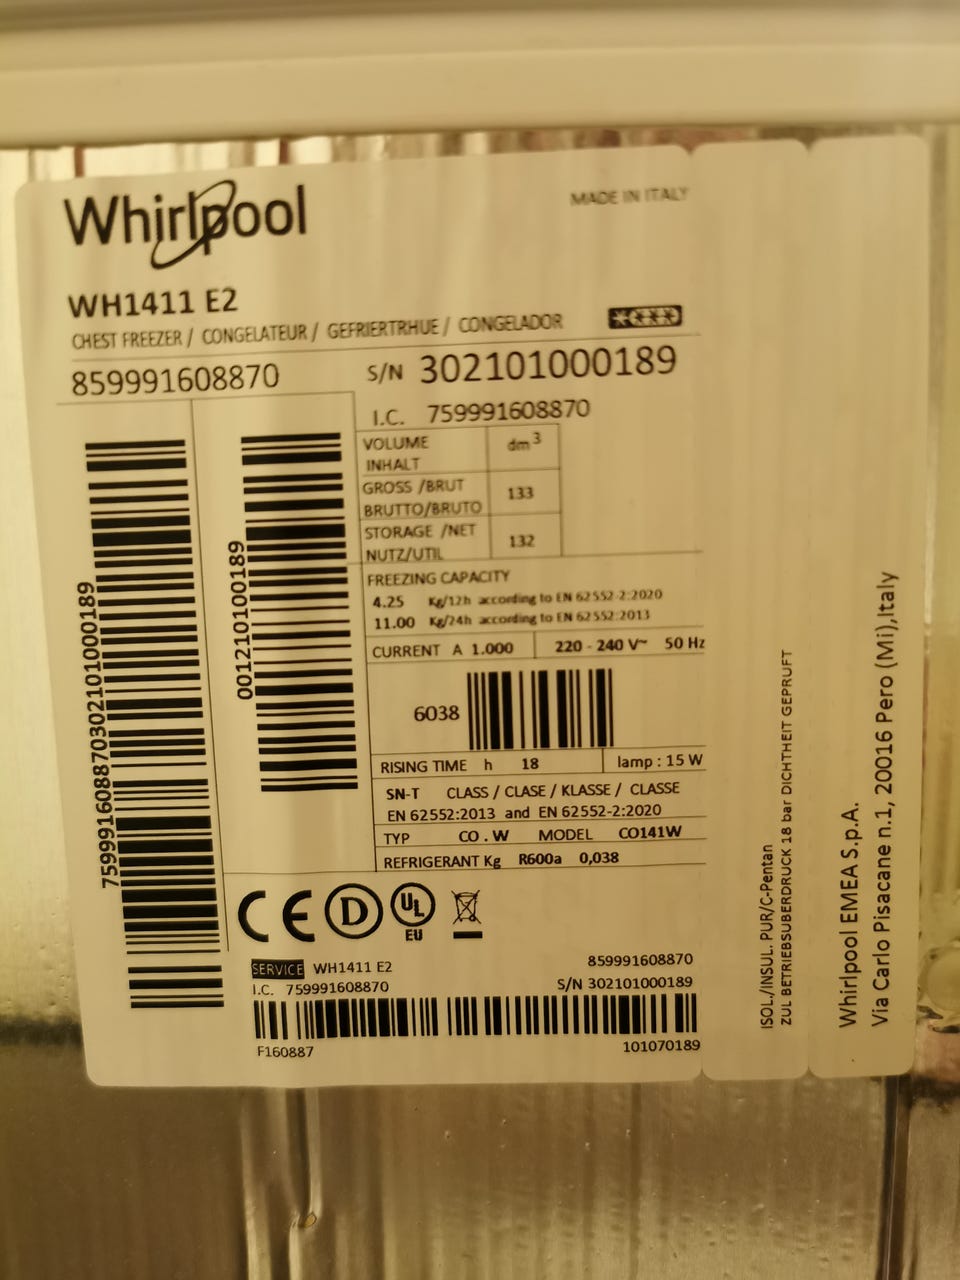 Whirlpool
MADE IN ITALY
WH1411 E2
CHEST FREEZER / CONGELATEUR / GEFRIERTRHUE / CONGELADOR
859991608870 S/N 302101000189
I.C. 759991608870
VOLUME dm3
INHALT
GROSS /BRUT 133
BRUTTO/BRUTO
STORAGE /NET 132
NUTZ/UTIL
FREEZING CAPACITY
4.25 Kg/12h according to EN 62552-2:2020
11.00 Kg/24h according to EN 62552:2013
CURRENT A 1.000 220 - 240 V~ 50 Hz
6038
RISING TIME h 18 lamp : 15 W
SN-T CLASS / CLASE / KLASSE / CLASSE
EN 62552:2013 and EN 62552-2:2020
TYP CO . W MODEL CO141W
REFRIGERANT Kg R600a 0,038
759991608870302101000189
001210100189
CE D UL EU
SERVICE WH1411 E2 859991608870
I.C. 759991608870 S/N 302101000189
F160887 101070189
ISOL./INSUL. PUR/C-Pentan
ZUL BETRIEBSUBERDRUCK 18 bar DICHTHEIT GEPRUFT
Whirlpool EMEA S.p.A.
Via Carlo Pisacane n.1, 20016 Pero (Mi),Italy